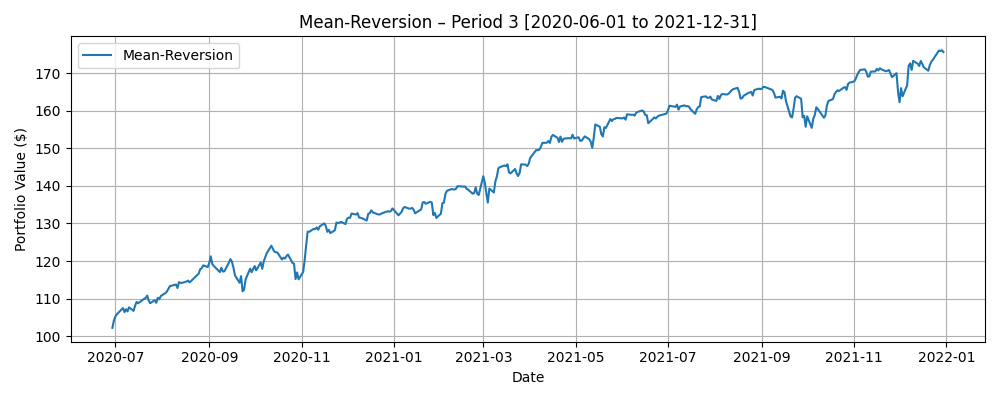 Mean-Reversion – Period 3 [2020-06-01 to 2021-12-31]
Mean-Reversion
Portfolio Value ($)
170
160
150
140
130
120
110
100
2020-07 2020-09 2020-11 2021-01 2021-03 2021-05 2021-07 2021-09 2021-11 2022-01
Date